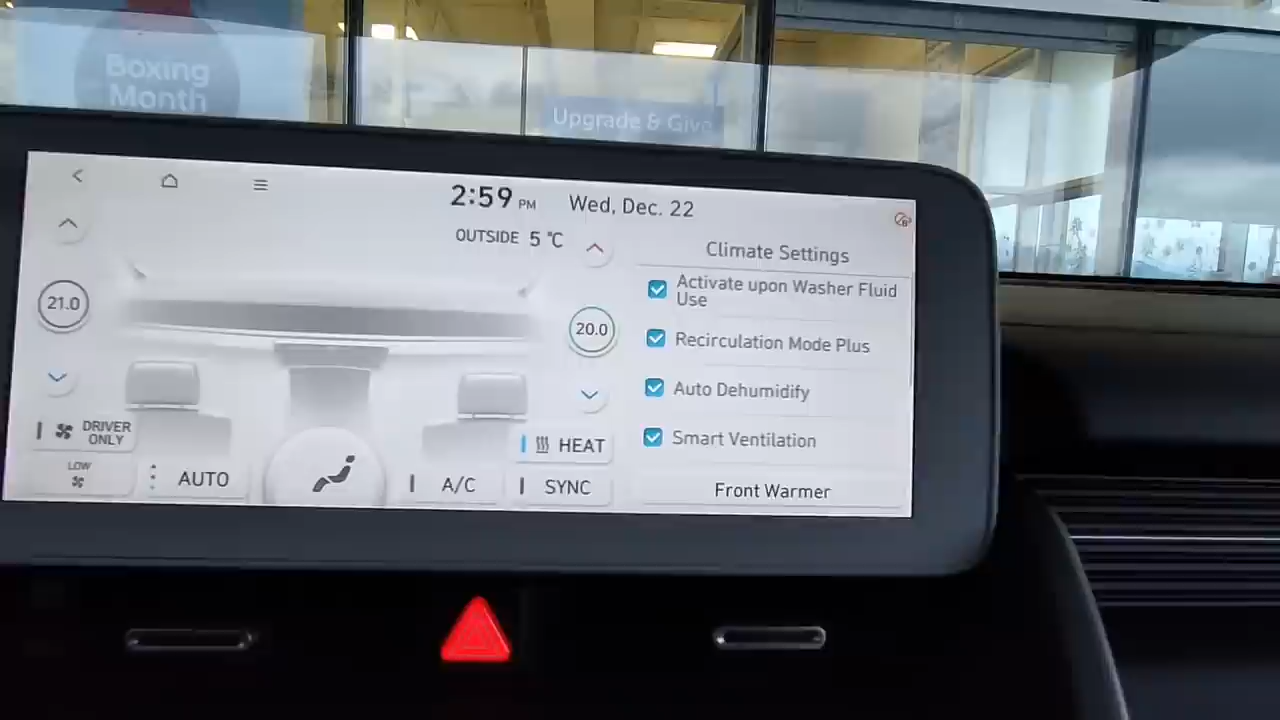 Boxing
Month
Upgrade & Give
2:59 PM
Wed, Dec. 22
OUTSIDE 5 °C
21.0
20.0
Climate Settings
Activate upon Washer Fluid
Use
Recirculation Mode Plus
Auto Dehumidify
Smart Ventilation
Front Warmer
DRIVER
ONLY
HEAT
LOW
AUTO
A/C
SYNC